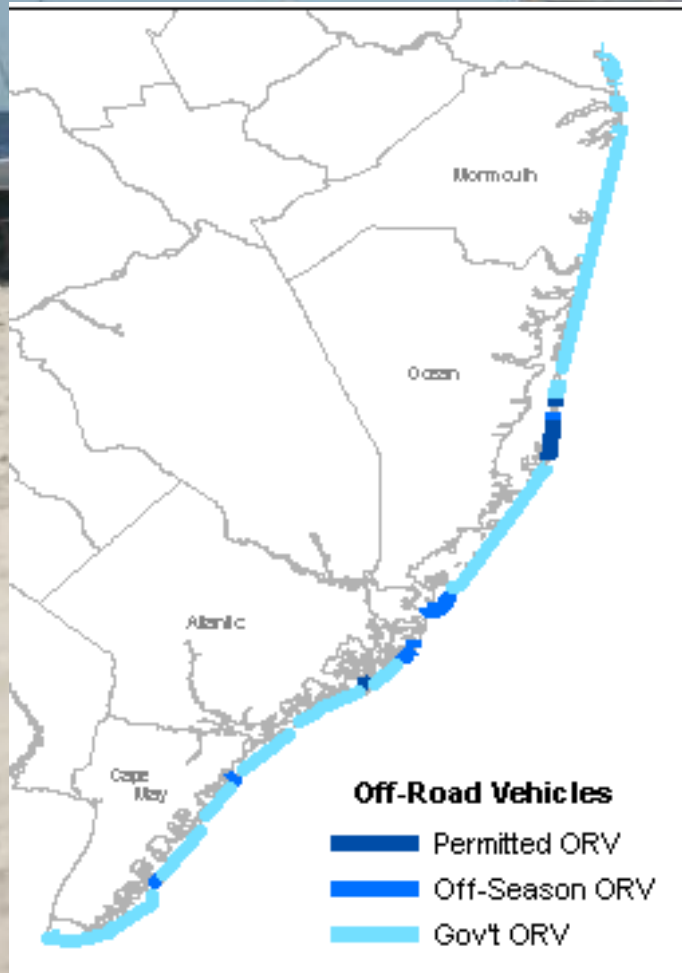 Monmouth
Ocean
Atlantic
Cape
May
Off-Road Vehicles
Permitted ORV
Off-Season ORV
Gov't ORV